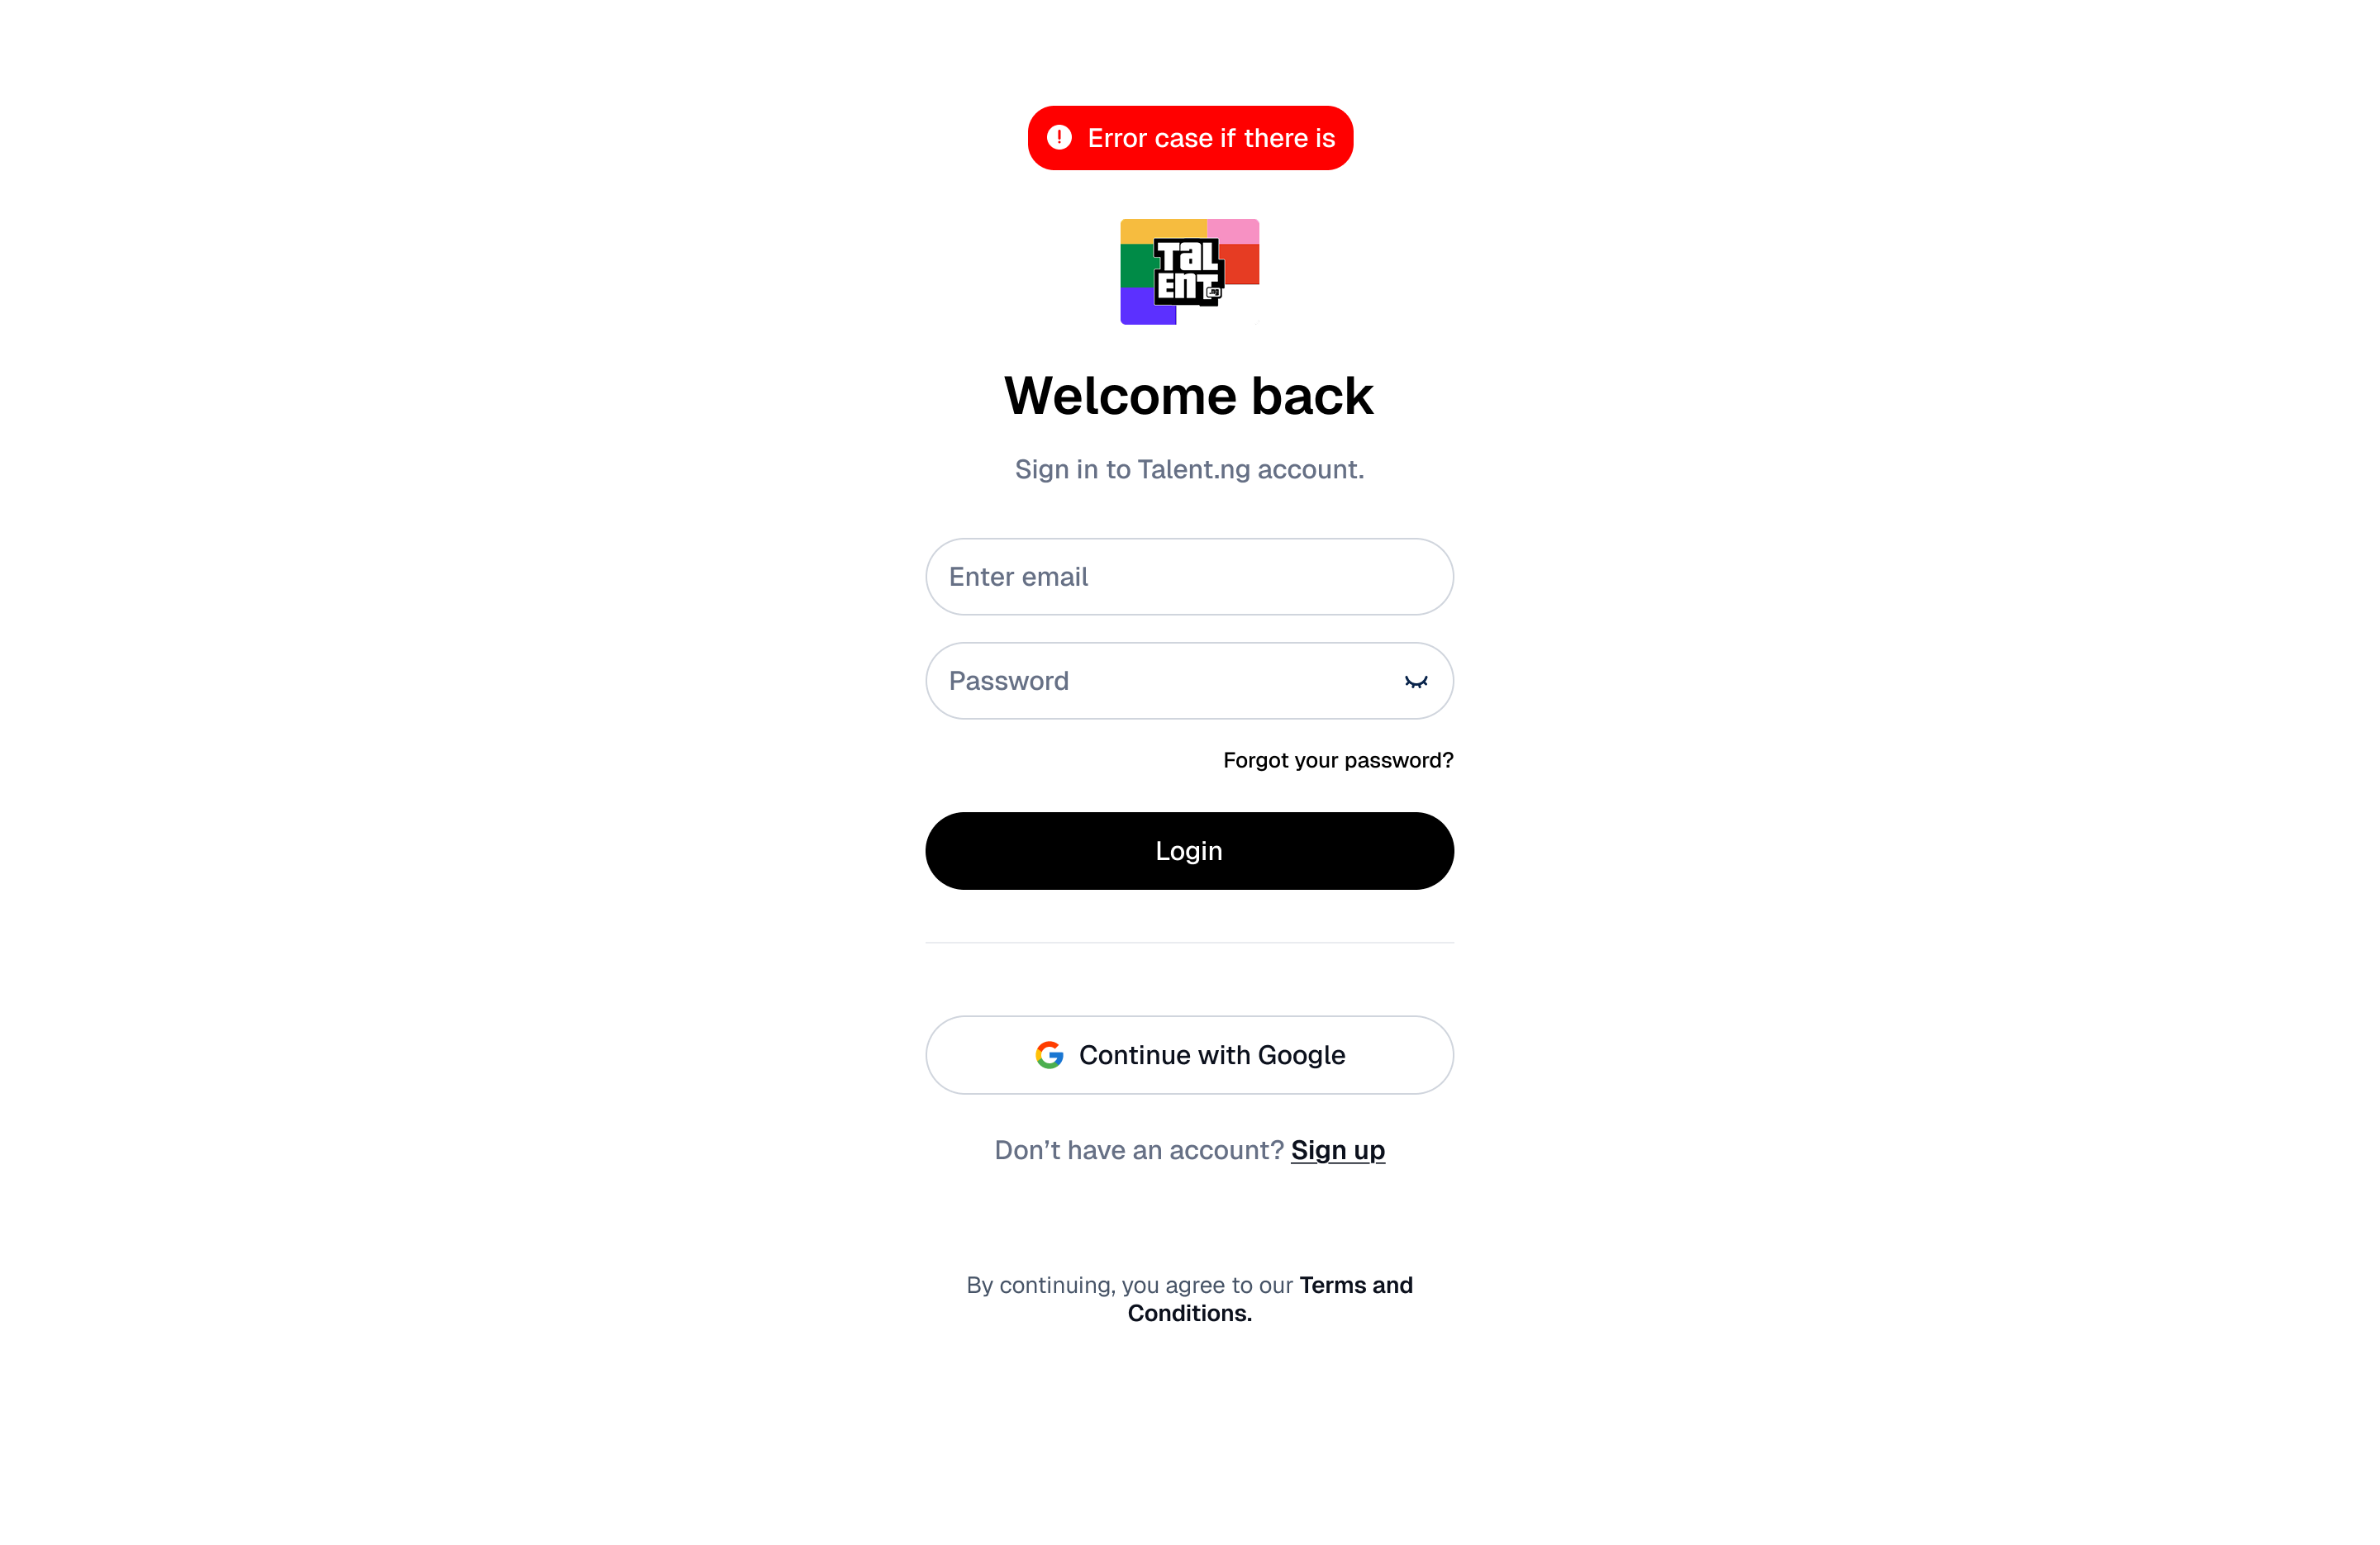 Error case if there is
TaL
EnT
.ng
Welcome back
Sign in to Talent.ng account.
Enter email
Password
Forgot your password?
Login
Continue with Google
Don’t have an account? Sign up
By continuing, you agree to our Terms and
Conditions.